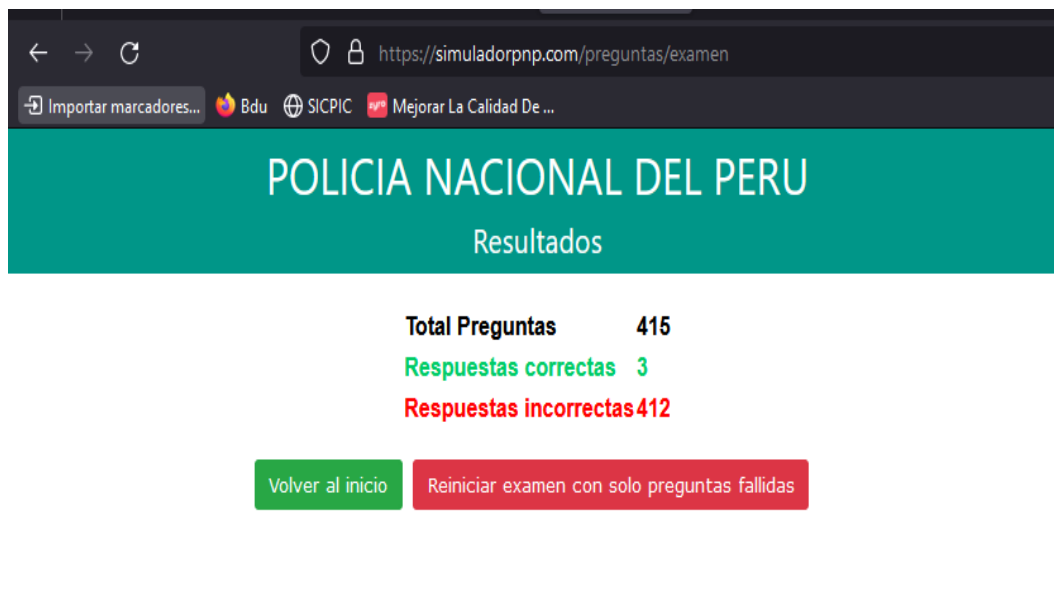 https://simuladorpnp.com/preguntas/examen
Importar marcadores... Bdu SICPIC zyro Mejorar La Calidad De ...
POLICIA NACIONAL DEL PERU
Resultados
Total Preguntas 415
Respuestas correctas 3
Respuestas incorrectas 412
Volver al inicio Reiniciar examen con solo preguntas fallidas